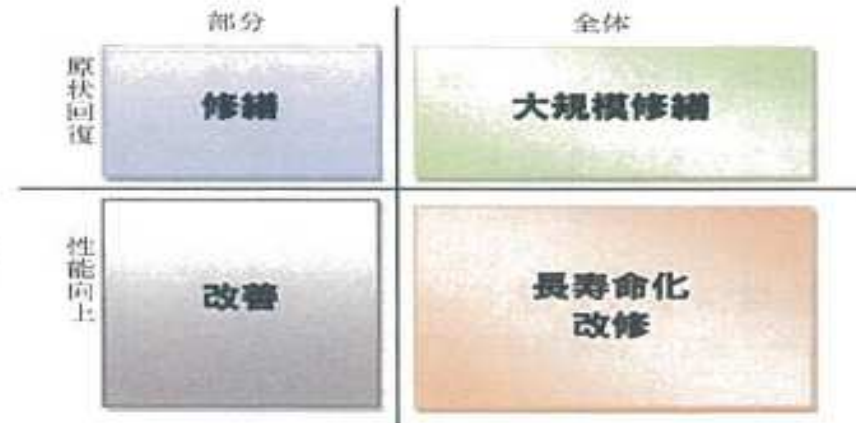 部分
全体
原状回復
修繕
大規模修繕
性能向上
改善
長寿命化
改修